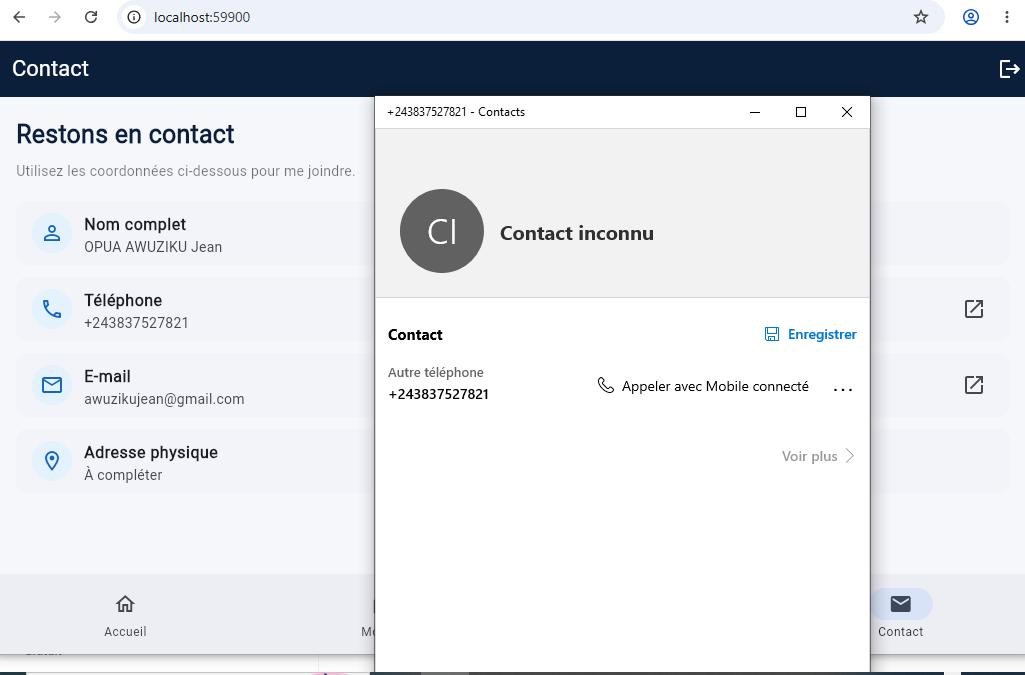 localhost:59900
Contact
+243837527821 - Contacts
Restons en contact
Utilisez les coordonnées ci-dessous pour me joindre.
Nom complet
OPUA AWUZIKU Jean
Téléphone
+243837527821
E-mail
awuzikujean@gmail.com
Adresse physique
À compléter
CI
Contact inconnu
Contact
Enregistrer
Autre téléphone
+243837527821
Appeler avec Mobile connecté
...
Voir plus
Accueil
Contact